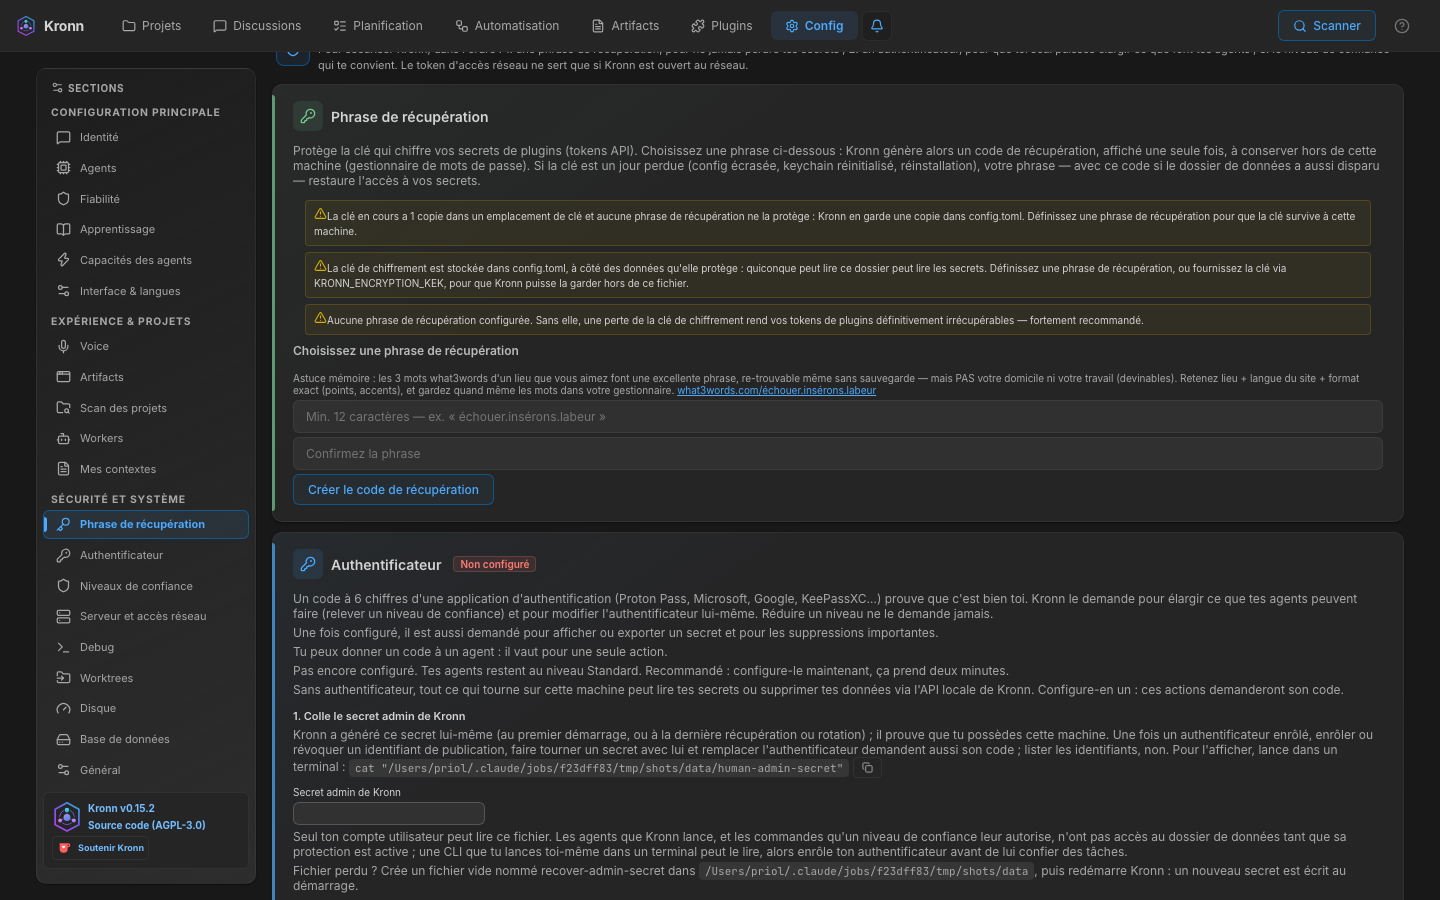 Kronn
Projets
Discussions
Planification
Automatisation
Artifacts
Plugins
Config
Scanner
qui te convient. Le token d'accès réseau ne sert que si Kronn est ouvert au réseau.
SECTIONS
CONFIGURATION PRINCIPALE
Identité
Agents
Fiabilité
Apprentissage
Capacités des agents
Interface & langues
EXPÉRIENCE & PROJETS
Voice
Artifacts
Scan des projets
Workers
Mes contextes
SÉCURITÉ ET SYSTÈME
Phrase de récupération
Authentificateur
Niveaux de confiance
Serveur et accès réseau
Debug
Worktrees
Disque
Base de données
Général
Kronn v0.15.2
Source code (AGPL-3.0)
Soutenir Kronn
Phrase de récupération
Protège la clé qui chiffre vos secrets de plugins (tokens API). Choisissez une phrase ci-dessous : Kronn génère alors un code de récupération, affiché une seule fois, à conserver hors de cette
machine (gestionnaire de mots de passe). Si la clé est un jour perdue (config écrasée, keychain réinitialisé, réinstallation), votre phrase — avec ce code si le dossier de données a aussi disparu
— restaure l'accès à vos secrets.
La clé en cours a 1 copie dans un emplacement de clé et aucune phrase de récupération ne la protège : Kronn en garde une copie dans config.toml. Définissez une phrase de récupération pour que la clé survive à cette
machine.
La clé de chiffrement est stockée dans config.toml, à côté des données qu'elle protège : quiconque peut lire ce dossier peut lire les secrets. Définissez une phrase de récupération, ou fournissez la clé via
KRONN_ENCRYPTION_KEK, pour que Kronn puisse la garder hors de ce fichier.
Aucune phrase de récupération configurée. Sans elle, une perte de la clé de chiffrement rend vos tokens de plugins définitivement irrécupérables — fortement recommandé.
Choisissez une phrase de récupération
Astuce mémoire : les 3 mots what3words d'un lieu que vous aimez font une excellente phrase, re-trouvable même sans sauvegarde — mais PAS votre domicile ni votre travail (devinables). Retenez lieu + langue du site + format
exact (points, accents), et gardez quand même les mots dans votre gestionnaire. what3words.com/échouer.insérons.labeur
Min. 12 caractères — ex. « échouer.insérons.labeur »
Confirmez la phrase
Créer le code de récupération
Authentificateur
Non configuré
Un code à 6 chiffres d'une application d'authentification (Proton Pass, Microsoft, Google, KeePassXC…) prouve que c'est bien toi. Kronn le demande pour élargir ce que tes agents peuvent
faire (relever un niveau de confiance) et pour modifier l'authentificateur lui-même. Réduire un niveau ne le demande jamais.
Une fois configuré, il est aussi demandé pour afficher ou exporter un secret et pour les suppressions importantes.
Tu peux donner un code à un agent : il vaut pour une seule action.
Pas encore configuré. Tes agents restent au niveau Standard. Recommandé : configure-le maintenant, ça prend deux minutes.
Sans authentificateur, tout ce qui tourne sur cette machine peut lire tes secrets ou supprimer tes données via l'API locale de Kronn. Configure-en un : ces actions demanderont son code.
1. Colle le secret admin de Kronn
Kronn a généré ce secret lui-même (au premier démarrage, ou à la dernière récupération ou rotation) ; il prouve que tu possèdes cette machine. Une fois un authentificateur enrôlé, enrôler ou
révoquer un identifiant de publication, faire tourner un secret avec lui et remplacer l'authentificateur demandent aussi son code ; lister les identifiants, non. Pour l'afficher, lance dans un
terminal : cat "/Users/priol/.claude/jobs/f23dff83/tmp/shots/data/human-admin-secret"
Secret admin de Kronn
Seul ton compte utilisateur peut lire ce fichier. Les agents que Kronn lance, et les commandes qu'un niveau de confiance leur autorise, n'ont pas accès au dossier de données tant que sa
protection est active ; une CLI que tu lances toi-même dans un terminal peut le lire, alors enrôle ton authentificateur avant de lui confier des tâches.
Fichier perdu ? Crée un fichier vide nommé recover-admin-secret dans /Users/priol/.claude/jobs/f23dff83/tmp/shots/data , puis redémarre Kronn : un nouveau secret est écrit au
démarrage.